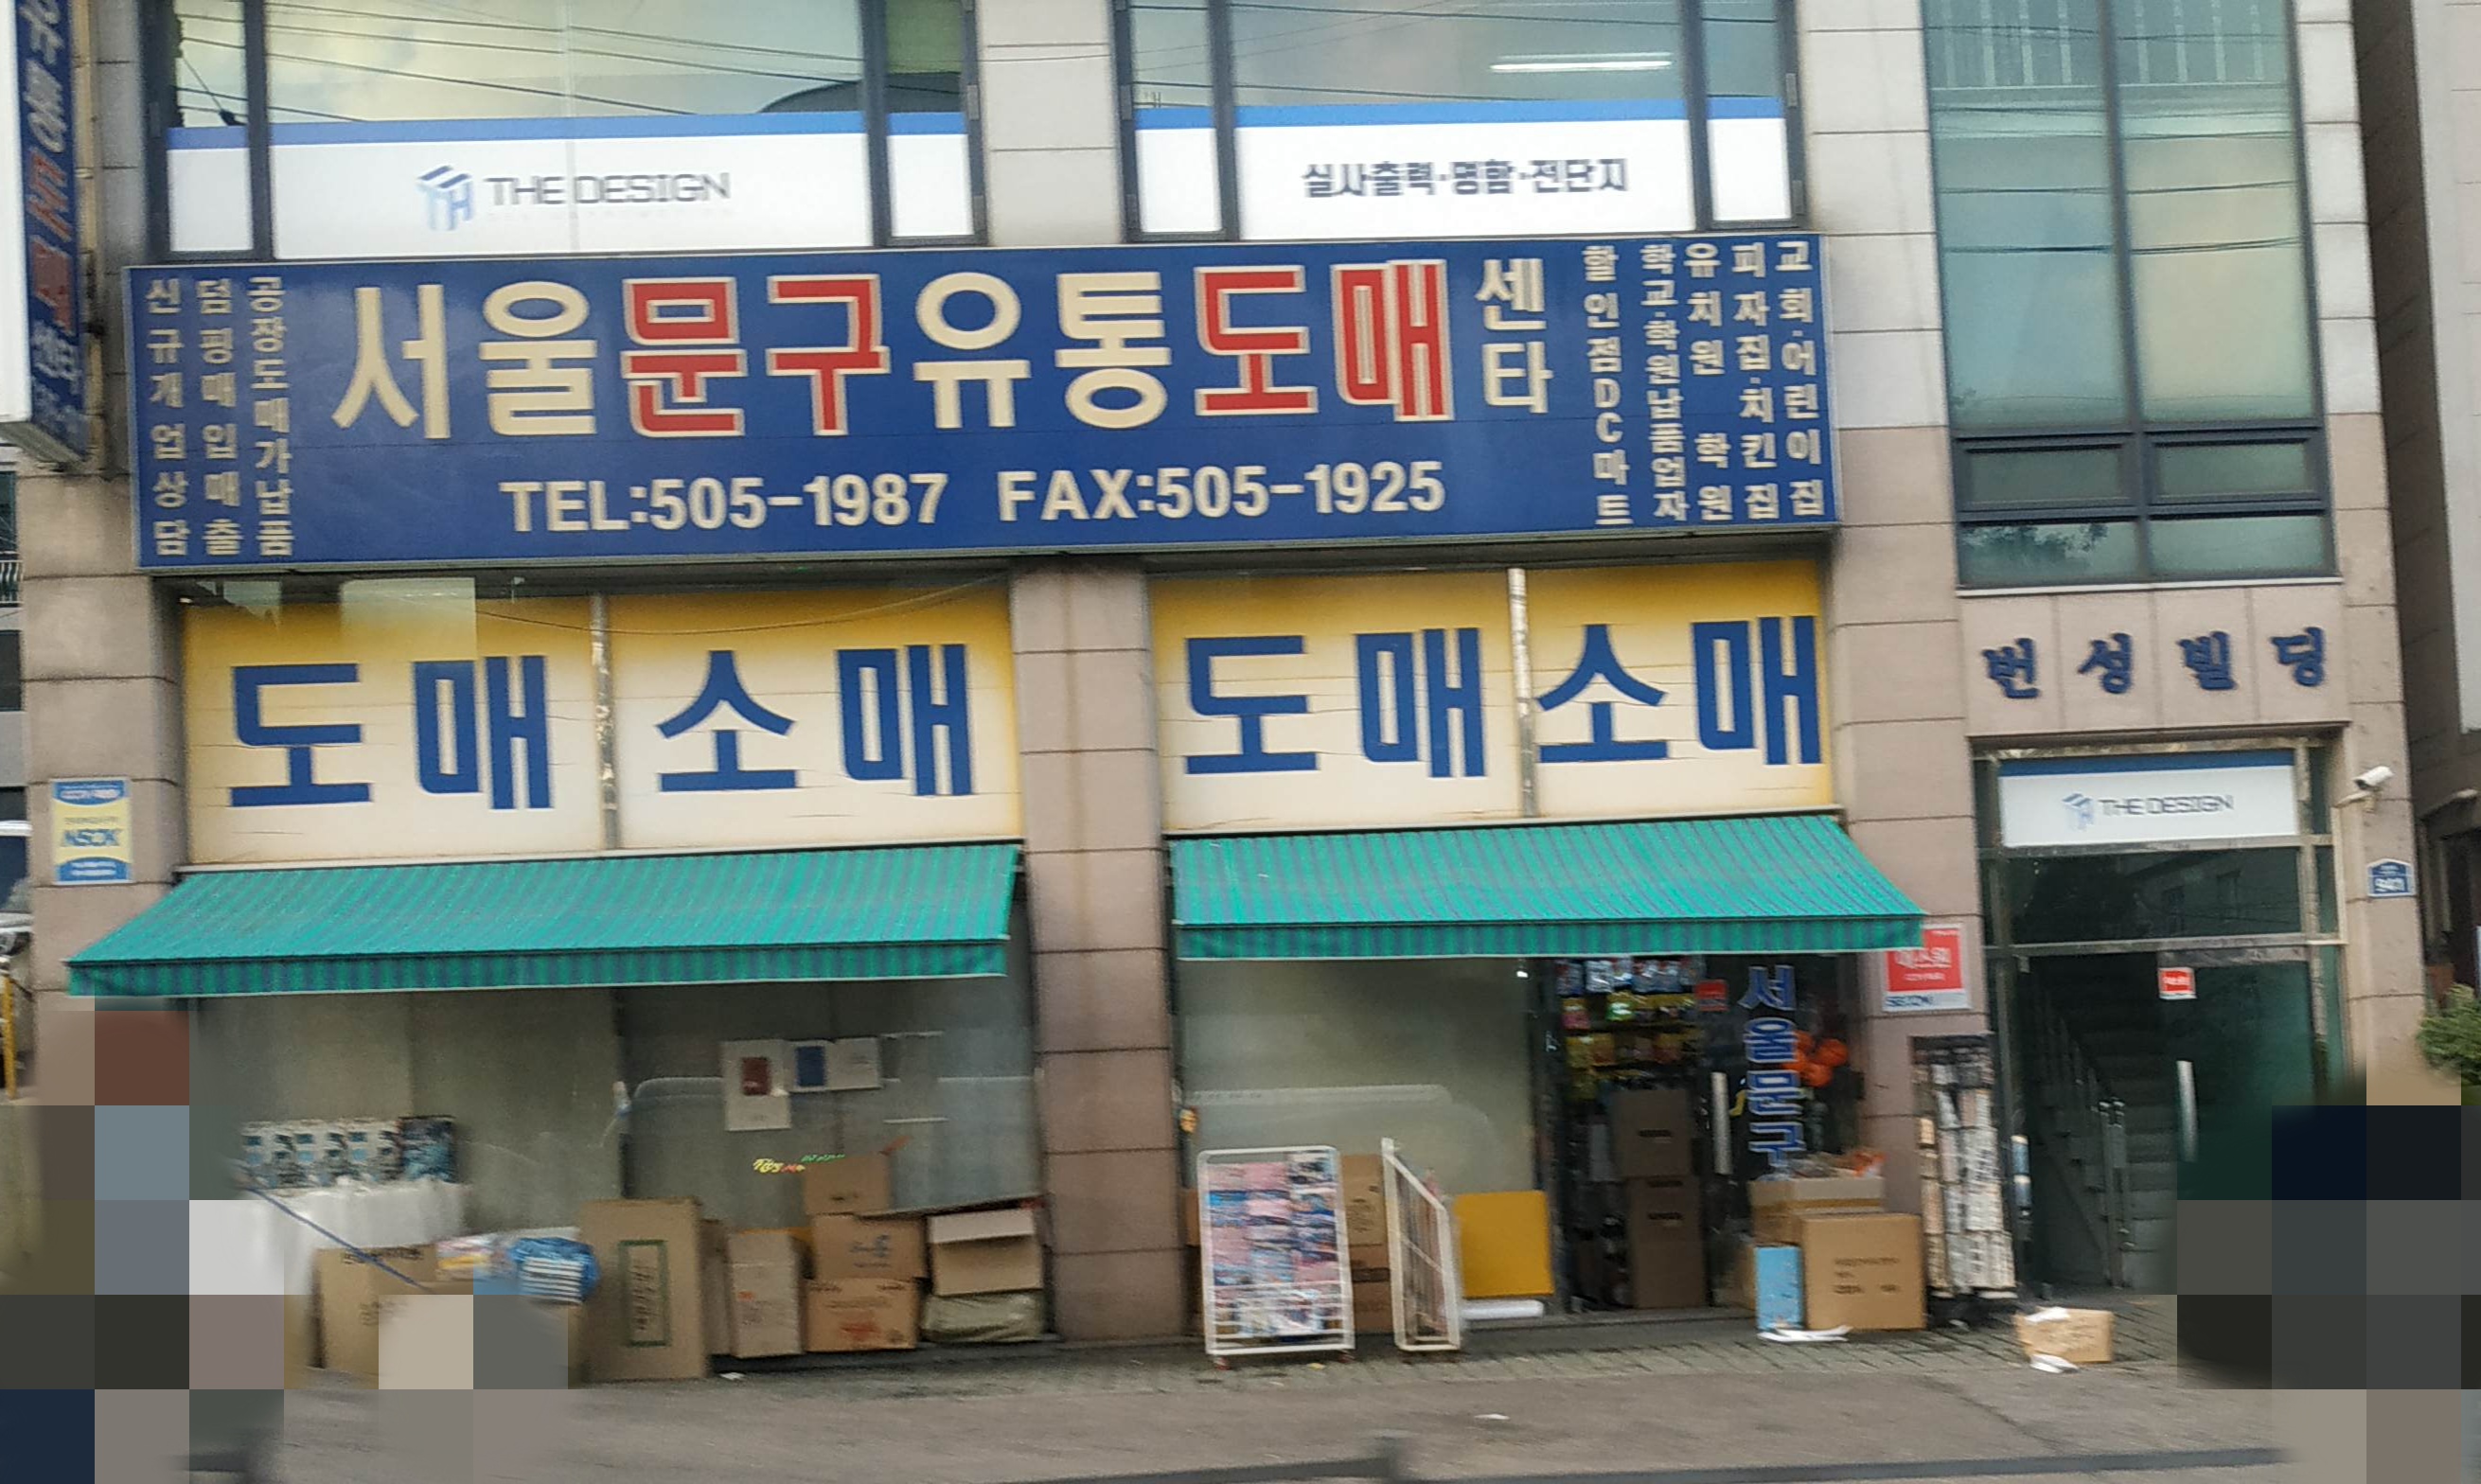 THE DESIGN
실사출력·명함·전단지
신규개업상담
덤핑매입매출
공장도매가납품
서울문구유통도매센타
TEL:505-1987 FAX:505-1925
할인점DC마트
학교·학원납품업자
유치원 학원
피자집·치킨집
교회·어린이집
도매 소매
도매 소매
번성빌딩
THE DESIGN
NSOK
서울문구